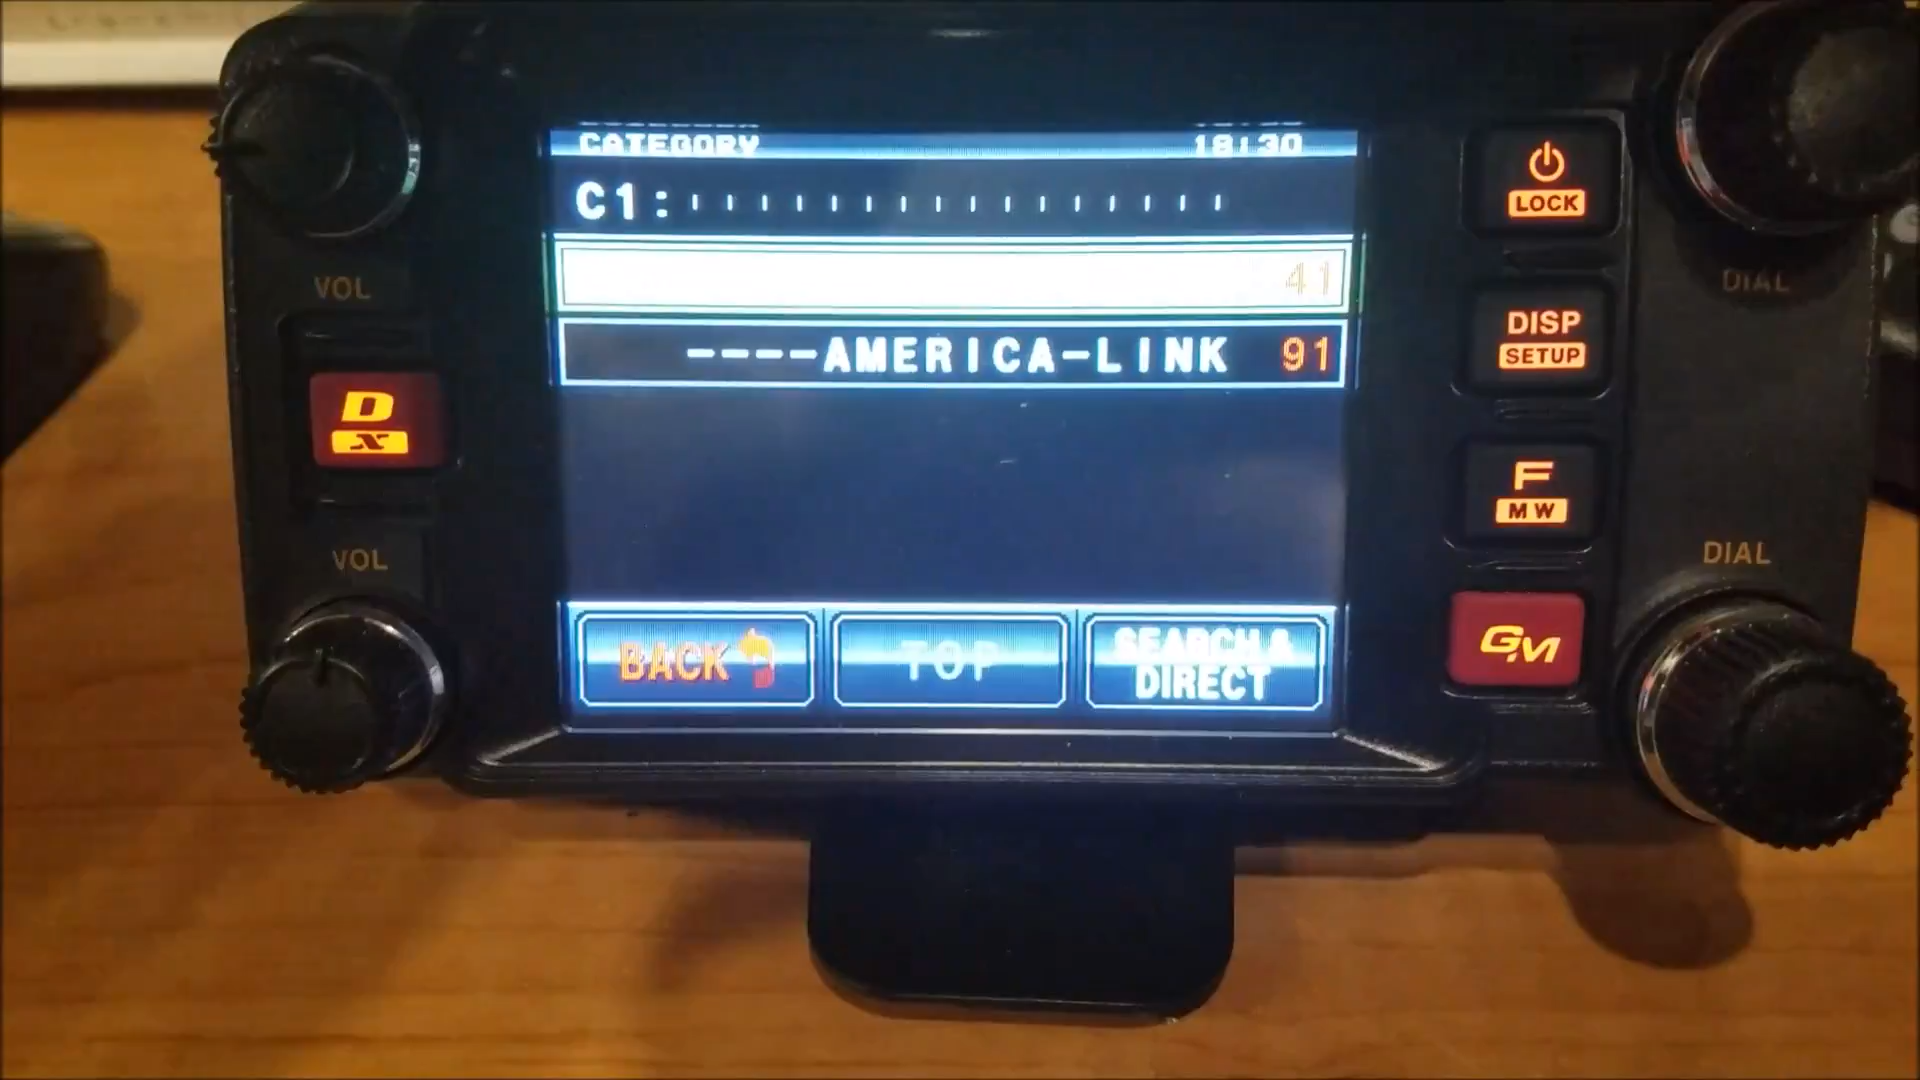 CATEGORY 18:30
C1:
41
----AMERICA-LINK 91
BACK TOP SEARCH & DIRECT
VOL
D
X
VOL
LOCK
DISP
SETUP
F
MW
GM
DIAL
DIAL